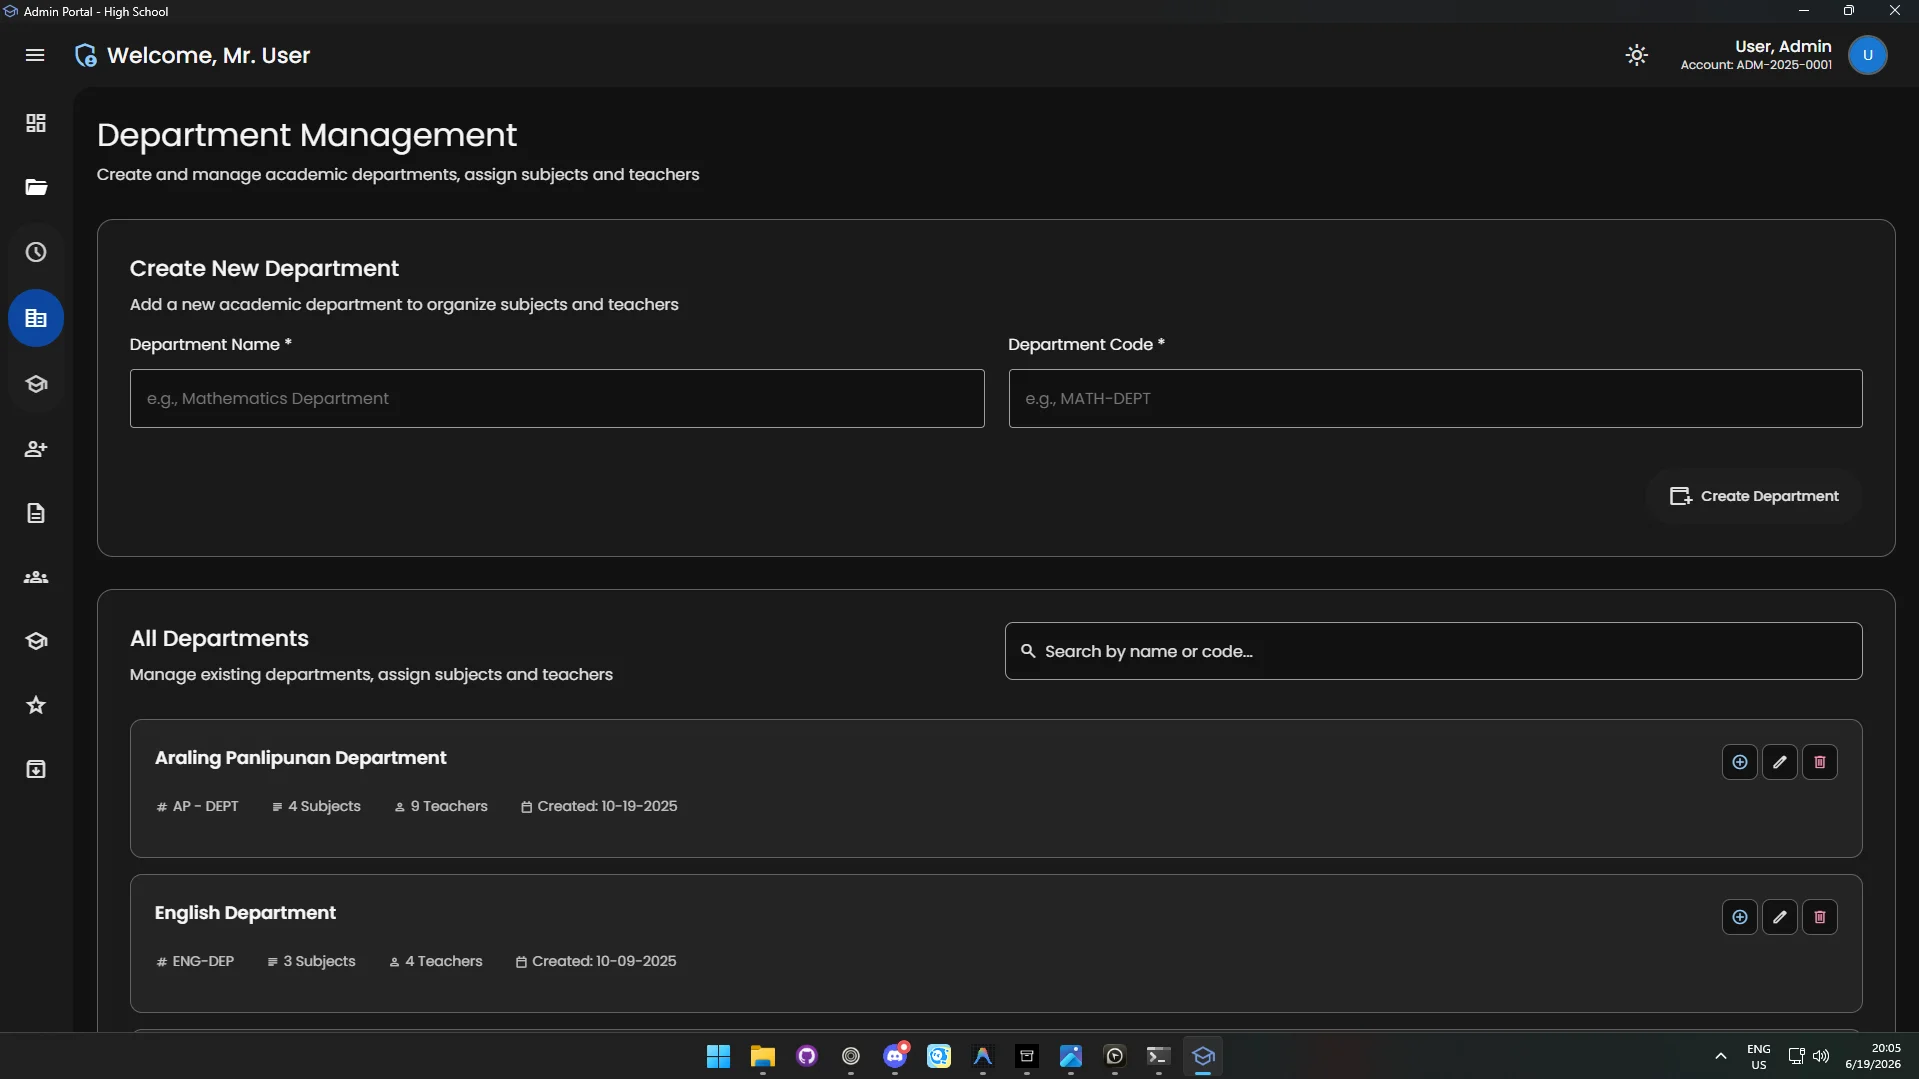 Admin Portal - High School
Welcome, Mr. User
User, Admin
Account: ADM-2025-0001
U
Department Management
Create and manage academic departments, assign subjects and teachers
Create New Department
Add a new academic department to organize subjects and teachers
Department Name *
Department Code *
e.g., Mathematics Department
e.g., MATH-DEPT
Create Department
All Departments
Manage existing departments, assign subjects and teachers
Search by name or code...
Araling Panlipunan Department
# AP - DEPT
4 Subjects
9 Teachers
Created: 10-19-2025
English Department
# ENG-DEP
3 Subjects
4 Teachers
Created: 10-09-2025
ENG
US
20:05
6/19/2026